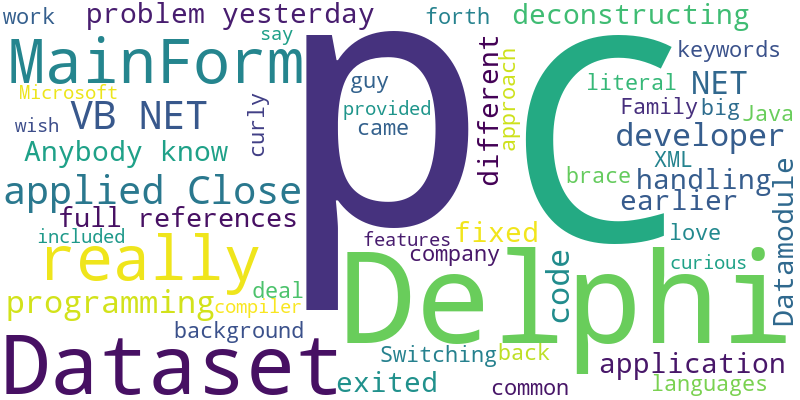 work
problem yesterday
forth
deconstructing
say
p
C
MainForm
keywords
Microsoft
guy
literal
NET
VB NET
provided
different
approach
Family
big
Java
wish
curly
came
developer
Anybody know
XML
brace
handling
applied Close
earlier
full references
included
features
fixed
love
Datamodule
really
company
Delphi
code
curious
programming
deal
compiler
background
Dataset
Switching
back
application
exited
common
languages